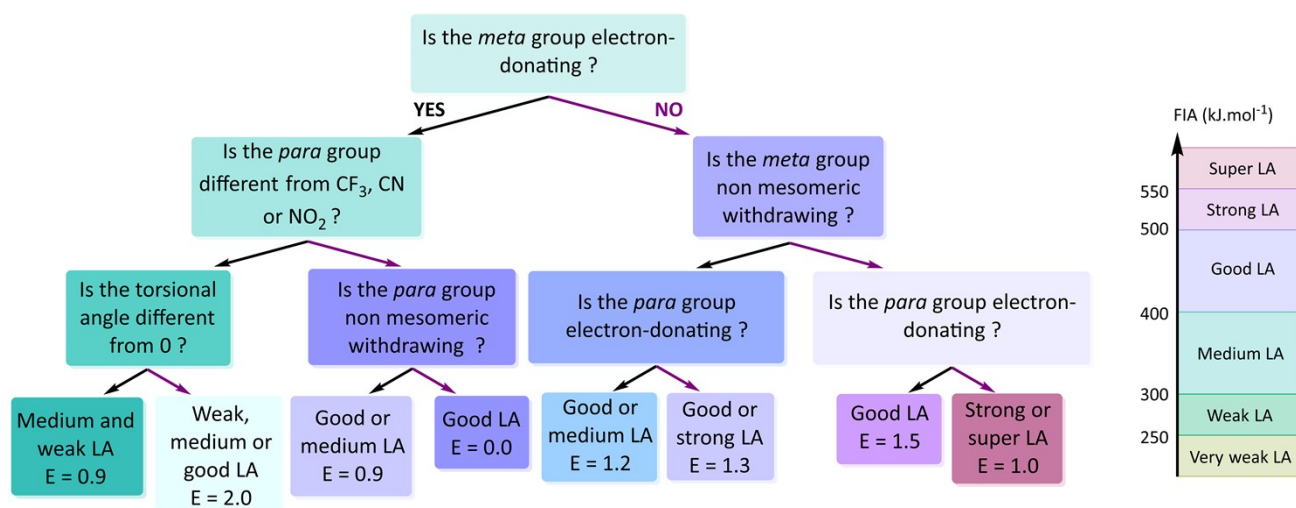 Is the meta group electron-
donating ?
YES
NO
Is the para group
different from CF₃, CN
or NO₂ ?
Is the meta group
non mesomeric
withdrawing ?
Is the torsional
angle different
from 0 ?
Is the para group
non mesomeric
withdrawing ?
Is the para group
electron-donating ?
Is the para group electron-
donating ?
Medium and
weak LA
E = 0.9
Weak,
medium or
good LA
E = 2.0
Good or
medium LA
E = 0.9
Good LA
E = 0.0
Good or
medium LA
E = 1.2
Good or
strong LA
E = 1.3
Good LA
E = 1.5
Strong or
super LA
E = 1.0
FIA (kJ.mol⁻¹)
Super LA
550
Strong LA
500
Good LA
400
Medium LA
300
Weak LA
250
Very weak LA